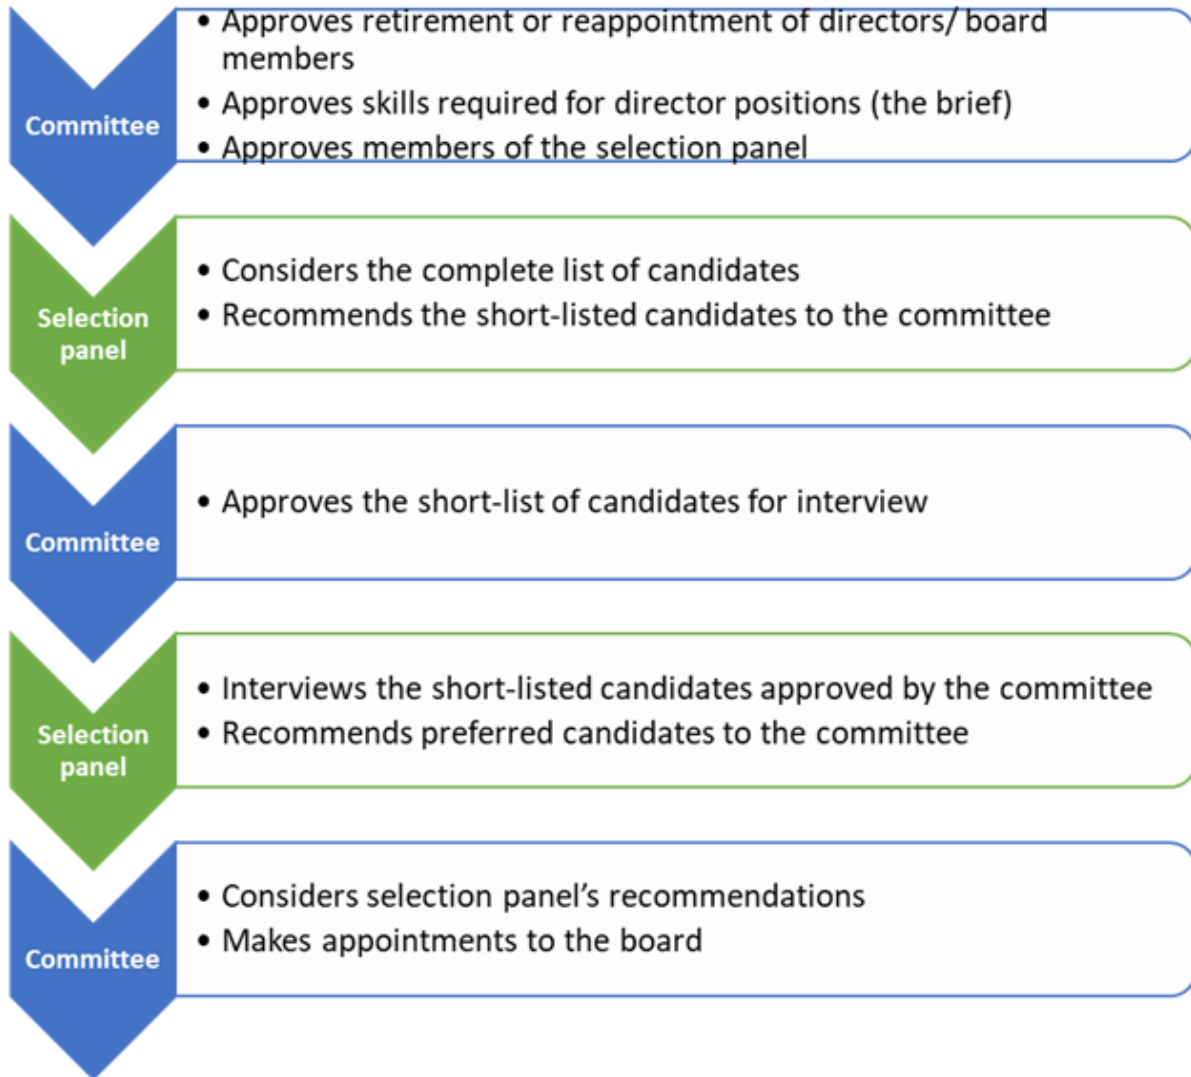 Committee
• Approves retirement or reappointment of directors/ board
members
• Approves skills required for director positions (the brief)
• Approves members of the selection panel
Selection
panel
• Considers the complete list of candidates
• Recommends the short-listed candidates to the committee
Committee
• Approves the short-list of candidates for interview
Selection
panel
• Interviews the short-listed candidates approved by the committee
• Recommends preferred candidates to the committee
Committee
• Considers selection panel’s recommendations
• Makes appointments to the board